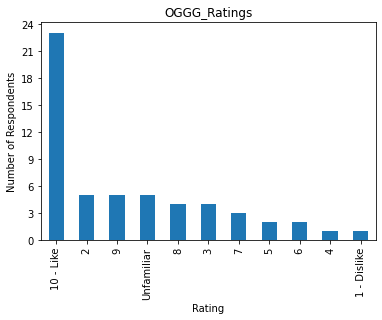 OGGG_Ratings
Number of Respondents
24
21
18
15
12
9
6
3
0
10 - Like
2
9
Unfamiliar
8
3
7
5
6
4
1 - Dislike
Rating